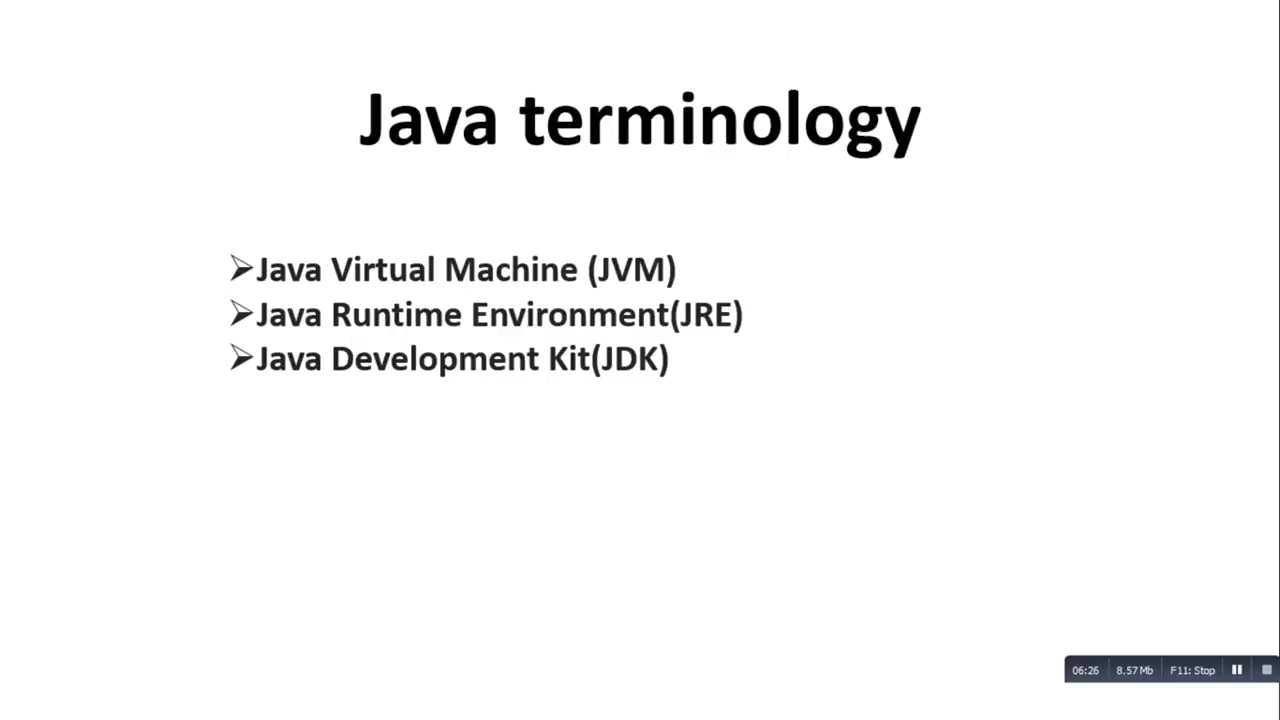 Java terminology
➢Java Virtual Machine (JVM)
➢Java Runtime Environment(JRE)
➢Java Development Kit(JDK)
06:26 8.57 Mb F11: Stop